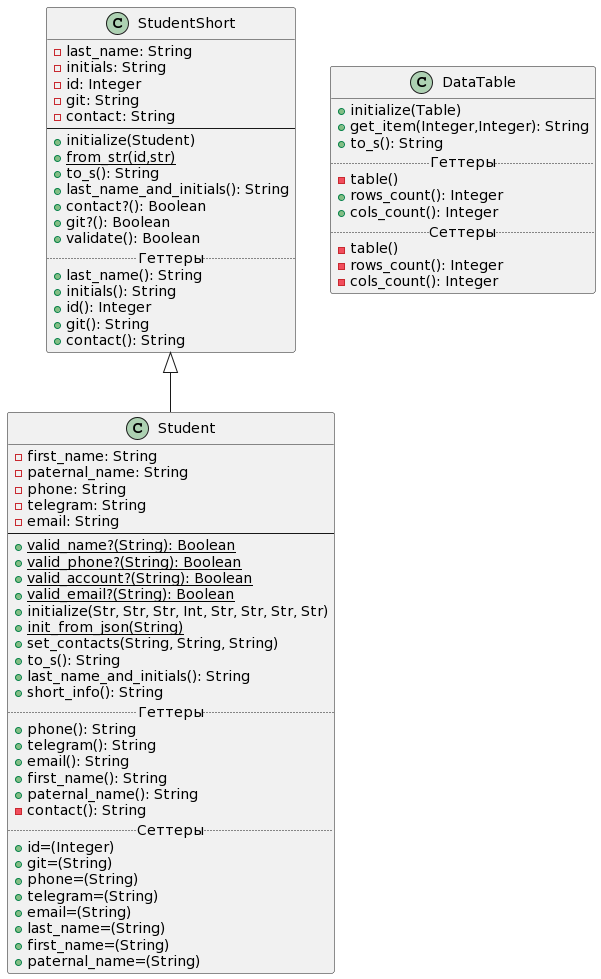 C StudentShort
last_name: String
initials: String
id: Integer
git: String
contact: String
initialize(Student)
from_str(id,str)
to_s(): String
last_name_and_initials(): String
contact?(): Boolean
git?(): Boolean
validate(): Boolean
Геттеры
last_name(): String
initials(): String
id(): Integer
git(): String
contact(): String
C DataTable
initialize(Table)
get_item(Integer,Integer): String
to_s(): String
Геттеры
table()
rows_count(): Integer
cols_count(): Integer
Сеттеры
table()
rows_count(): Integer
cols_count(): Integer
C Student
first_name: String
paternal_name: String
phone: String
telegram: String
email: String
valid_name?(String): Boolean
valid_phone?(String): Boolean
valid_account?(String): Boolean
valid_email?(String): Boolean
initialize(Str, Str, Str, Int, Str, Str, Str, Str)
init_from_json(String)
set_contacts(String, String, String)
to_s(): String
last_name_and_initials(): String
short_info(): String
Геттеры
phone(): String
telegram(): String
email(): String
first_name(): String
paternal_name(): String
contact(): String
Сеттеры
id=(Integer)
git=(String)
phone=(String)
telegram=(String)
email=(String)
last_name=(String)
first_name=(String)
paternal_name=(String)